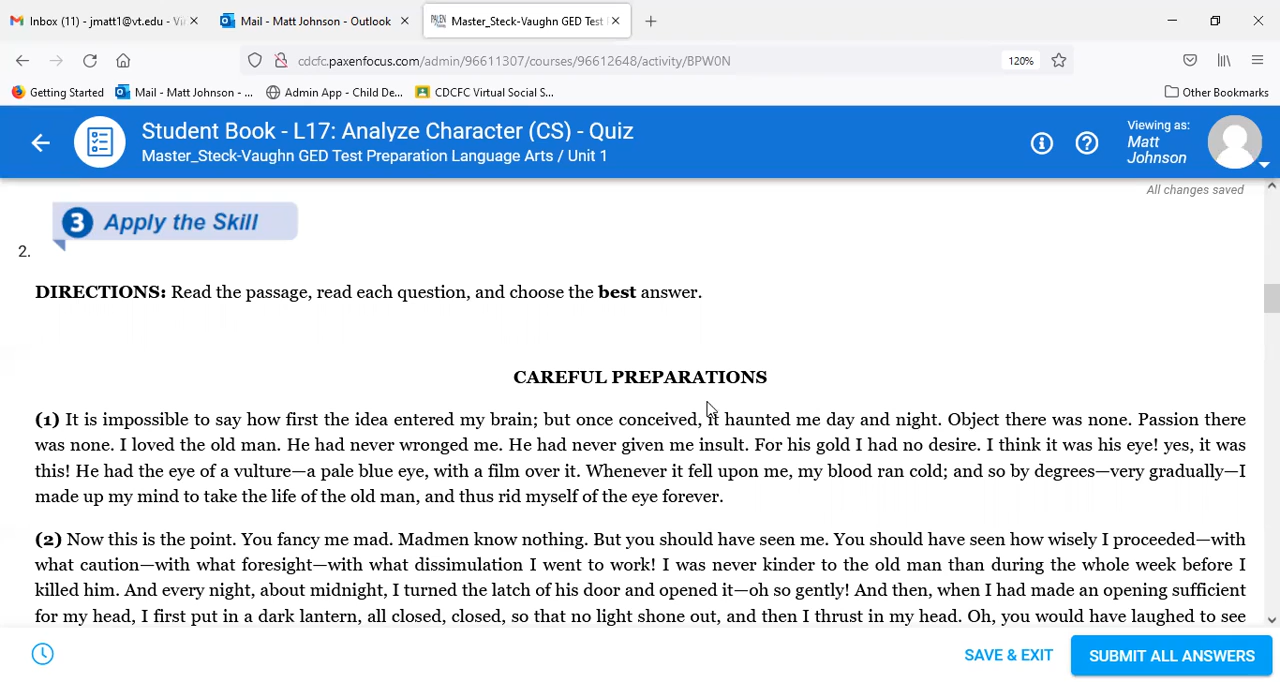 Inbox (11) - jmatt1@vt.edu - Vi
Mail - Matt Johnson - Outlook
Master_Steck-Vaughn GED Test
cdcfc.paxenfocus.com/admin/96611307/courses/96612648/activity/BPW0N
120%
Getting Started
Mail - Matt Johnson - ...
Admin App - Child De...
CDCFC Virtual Social S...
Other Bookmarks
Student Book - L17: Analyze Character (CS) - Quiz
Master_Steck-Vaughn GED Test Preparation Language Arts / Unit 1
Viewing as:
Matt
Johnson
All changes saved
3 Apply the Skill
2.
DIRECTIONS: Read the passage, read each question, and choose the best answer.
CAREFUL PREPARATIONS
(1) It is impossible to say how first the idea entered my brain; but once conceived, it haunted me day and night. Object there was none. Passion there
was none. I loved the old man. He had never wronged me. He had never given me insult. For his gold I had no desire. I think it was his eye! yes, it was
this! He had the eye of a vulture—a pale blue eye, with a film over it. Whenever it fell upon me, my blood ran cold; and so by degrees—very gradually—I
made up my mind to take the life of the old man, and thus rid myself of the eye forever.
(2) Now this is the point. You fancy me mad. Madmen know nothing. But you should have seen me. You should have seen how wisely I proceeded—with
what caution—with what foresight—with what dissimulation I went to work! I was never kinder to the old man than during the whole week before I
killed him. And every night, about midnight, I turned the latch of his door and opened it—oh so gently! And then, when I had made an opening sufficient
for my head, I first put in a dark lantern, all closed, closed, so that no light shone out, and then I thrust in my head. Oh, you would have laughed to see
SAVE & EXIT
SUBMIT ALL ANSWERS